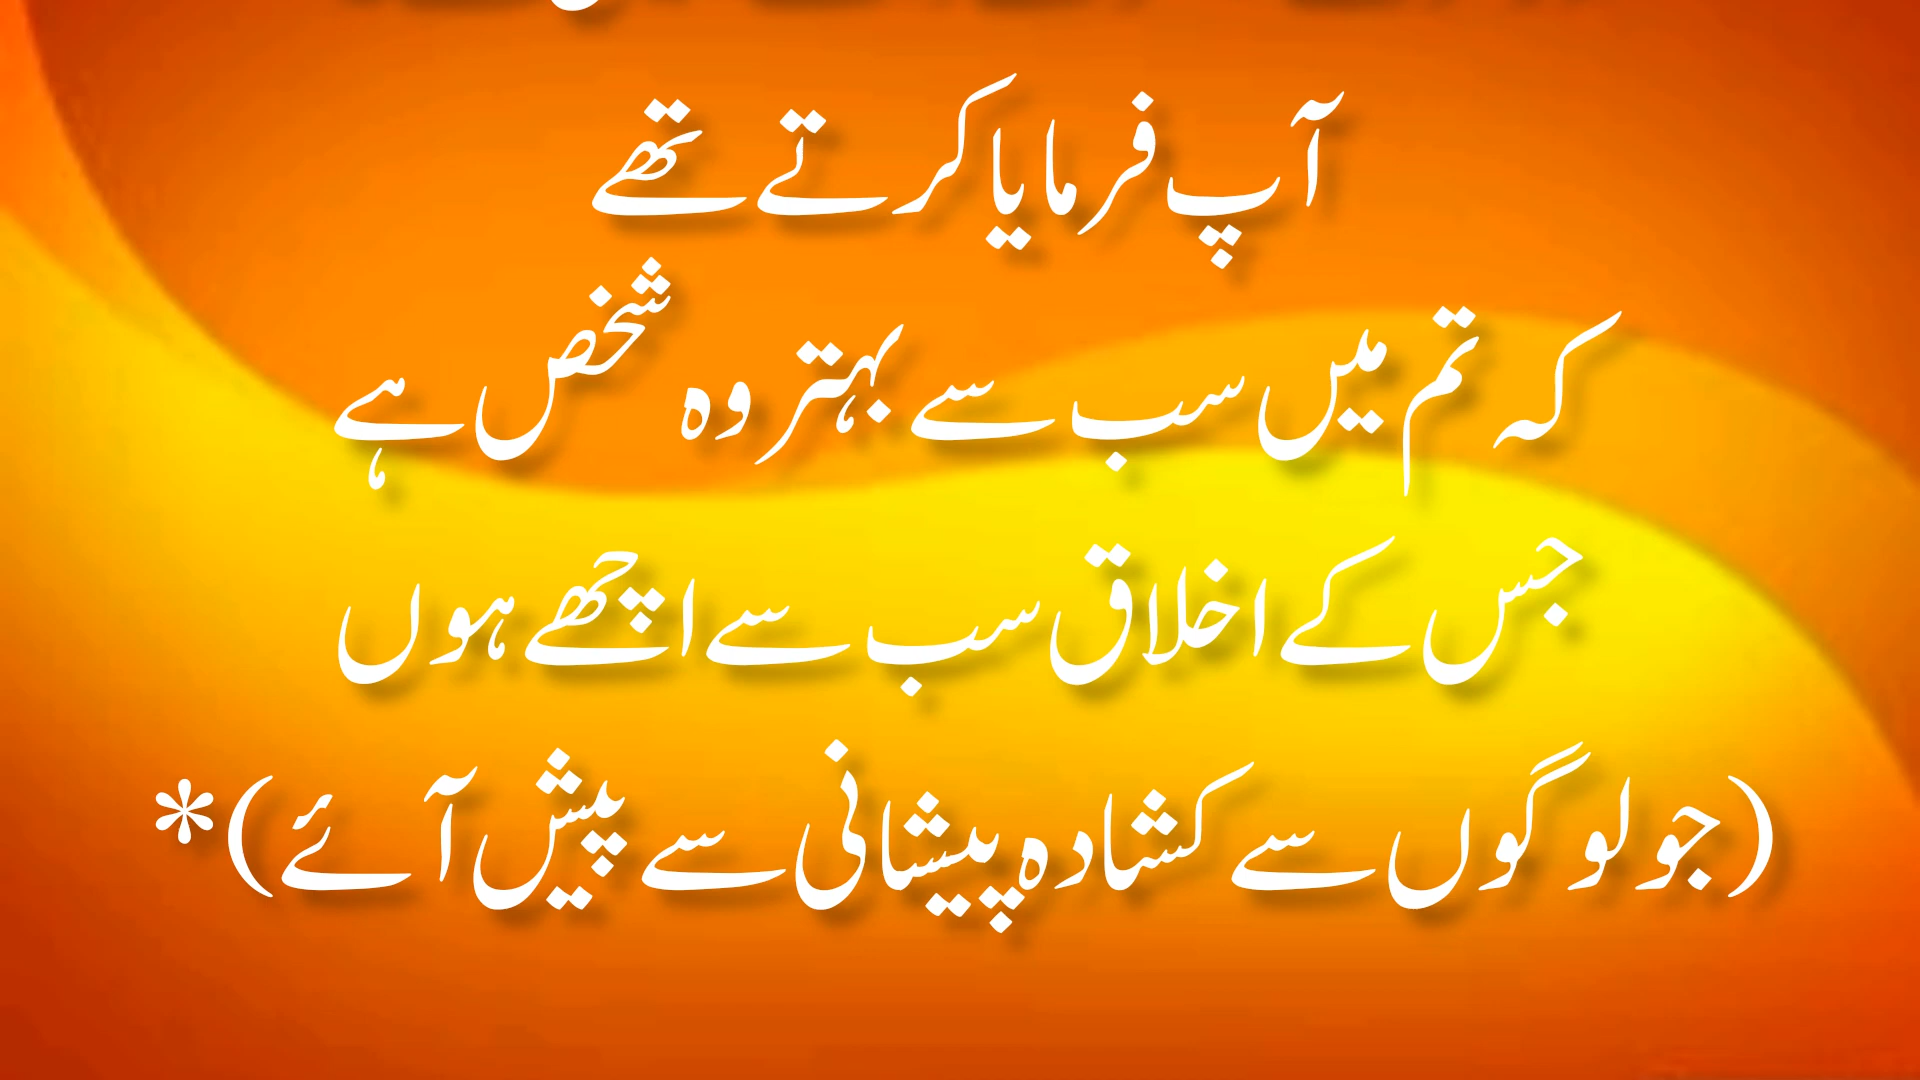 آپ فرمایا کرتے تھے
کہ تم میں سب سے بہتر وہ شخص ہے
جس کے اخلاق سب سے اچھے ہوں
(جو لوگوں سے کشادہ پیشانی سے پیش آئے)*